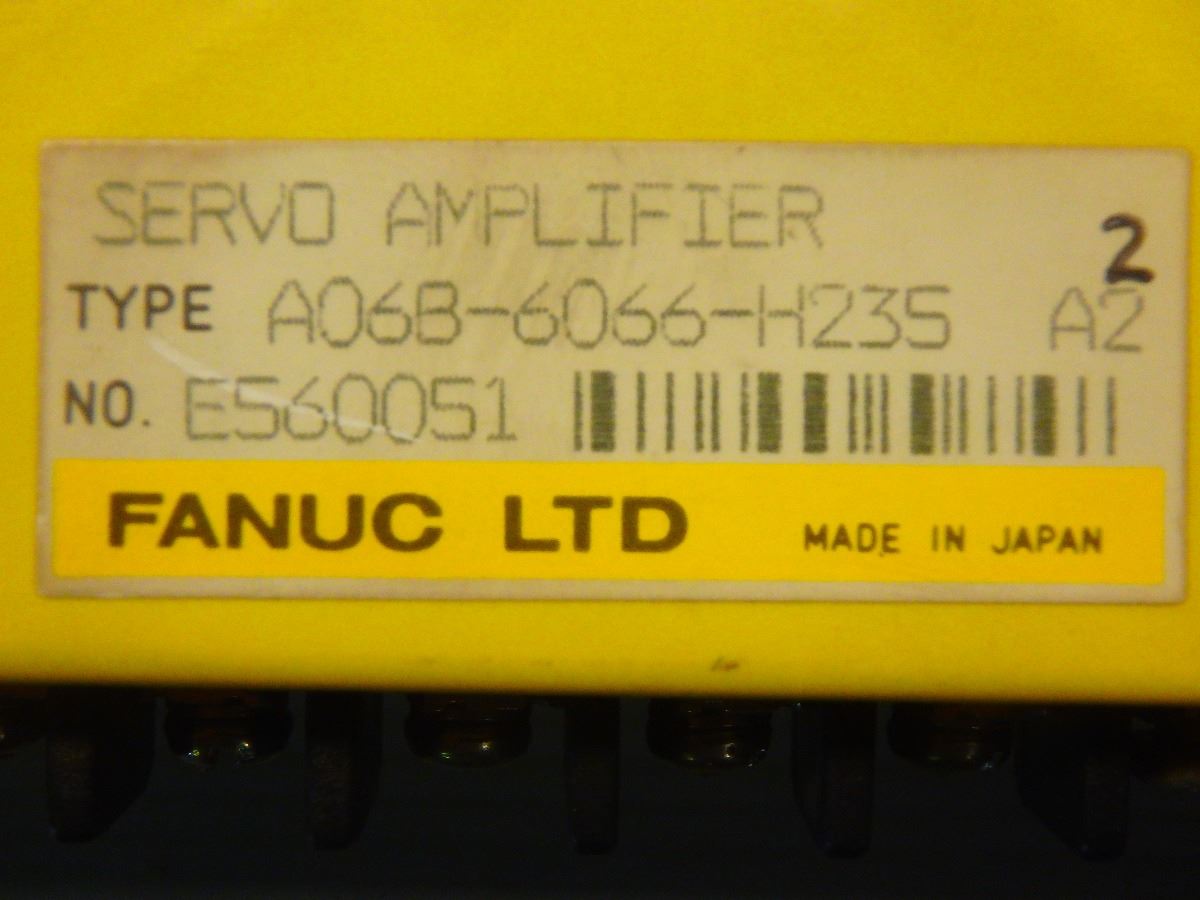 SERVO AMPLIFIER
2
TYPE A06B-6066-H235 A2
NO. E560051
FANUC LTD MADE IN JAPAN